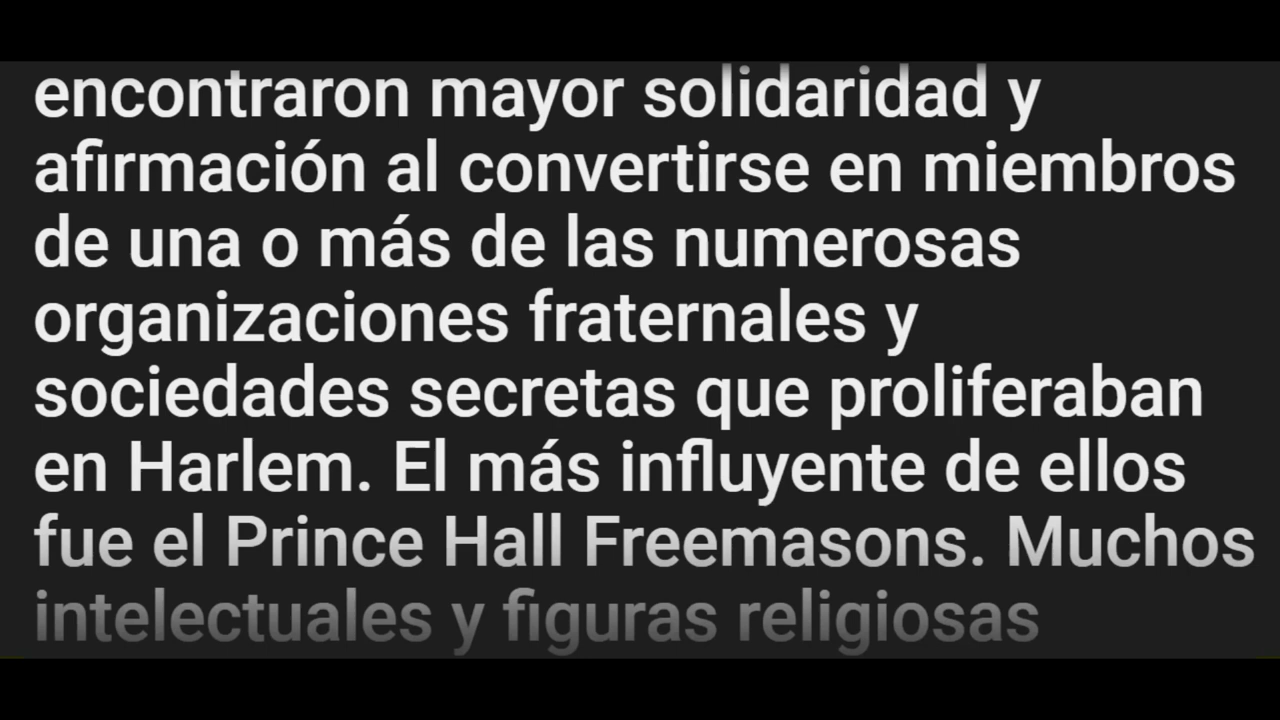 encontraron mayor solidaridad y
afirmación al convertirse en miembros
de una o más de las numerosas
organizaciones fraternales y
sociedades secretas que proliferaban
en Harlem. El más influyente de ellos
fue el Prince Hall Freemasons. Muchos
intelectuales y figuras religiosas